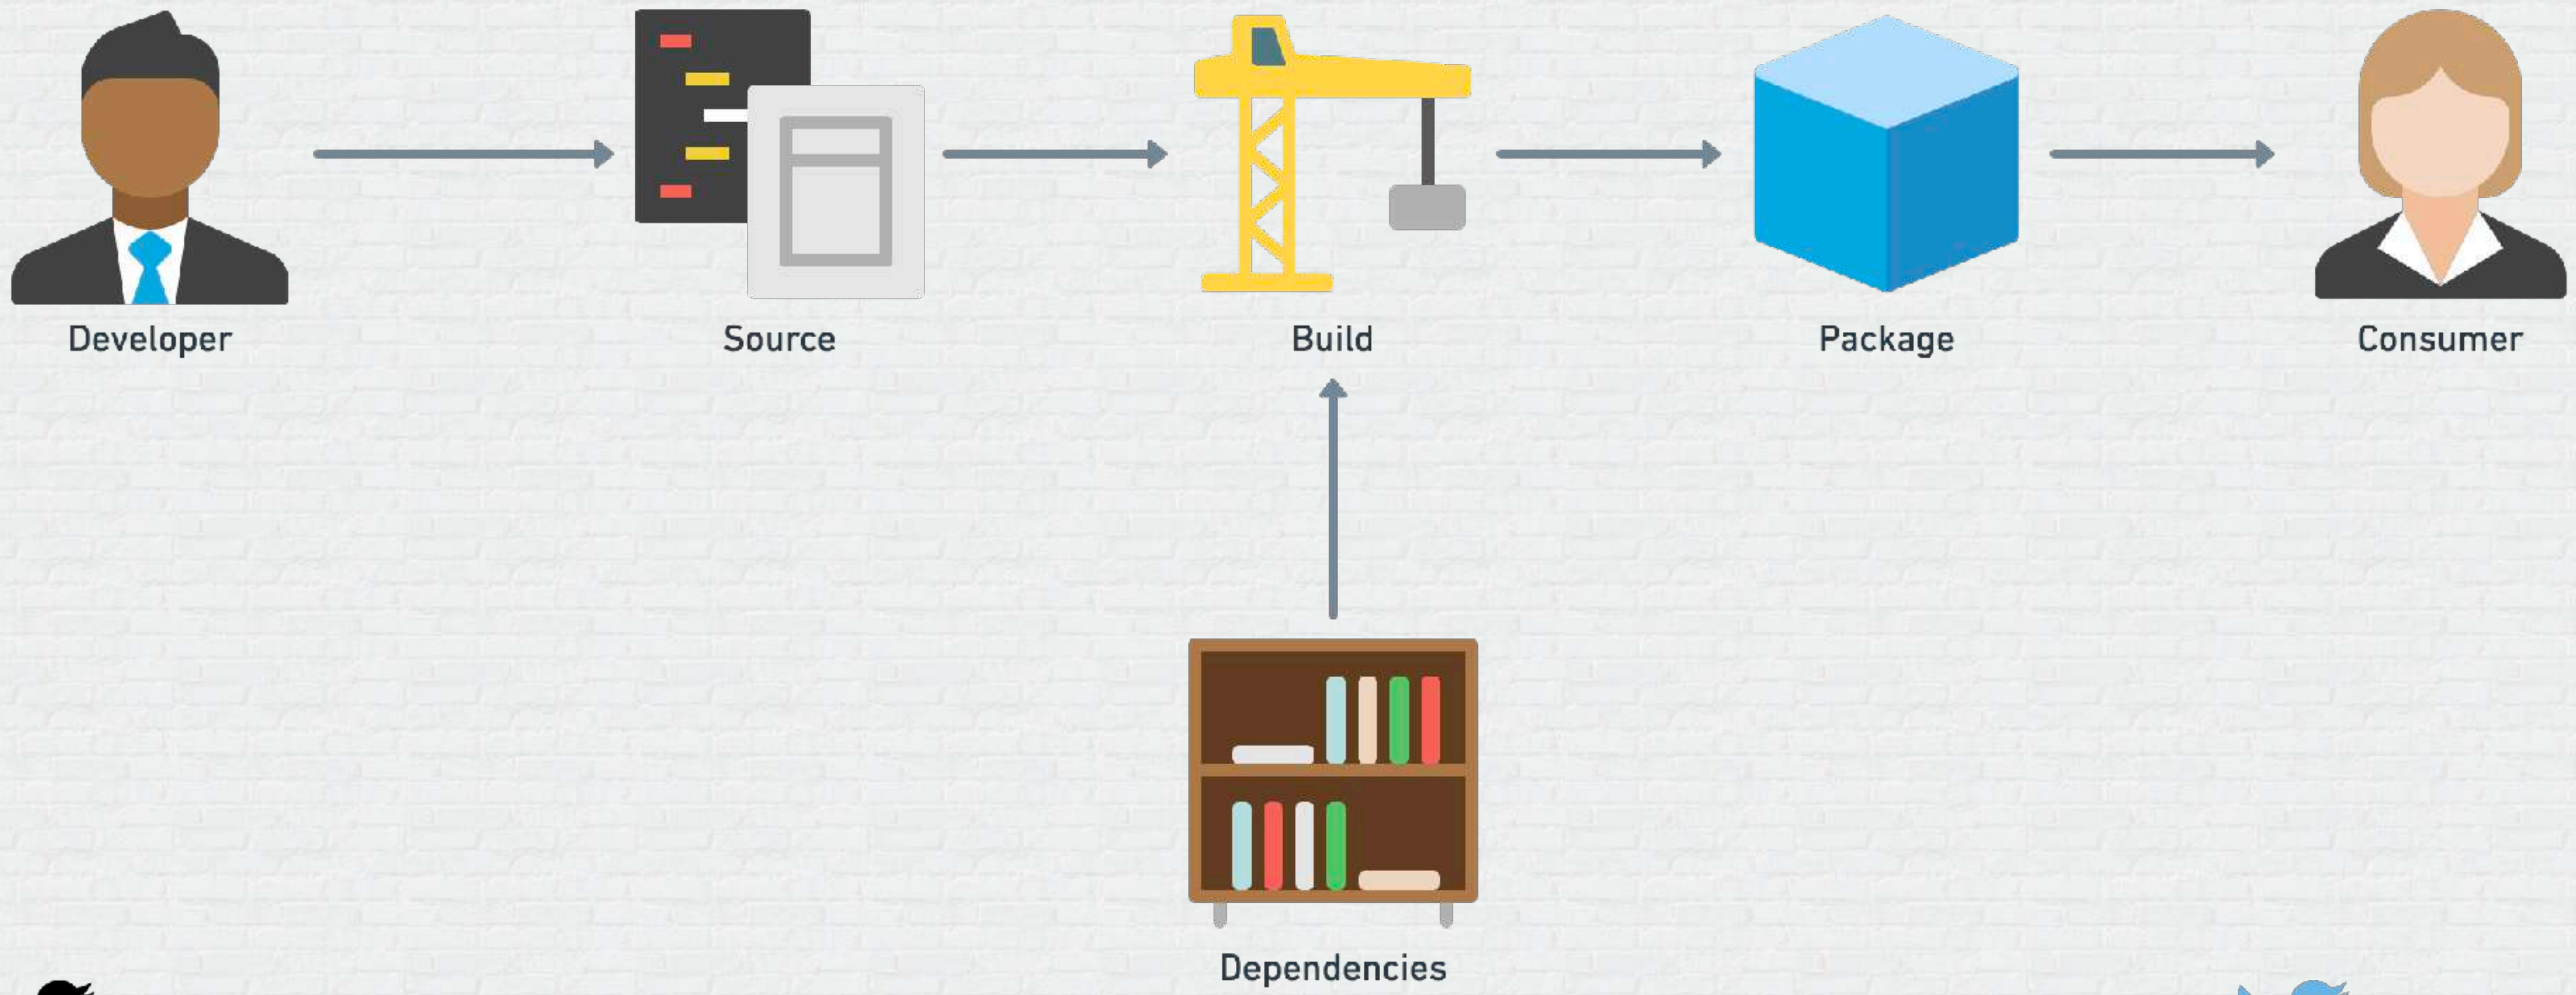 Developer
Source
Build
Package
Consumer
Dependencies